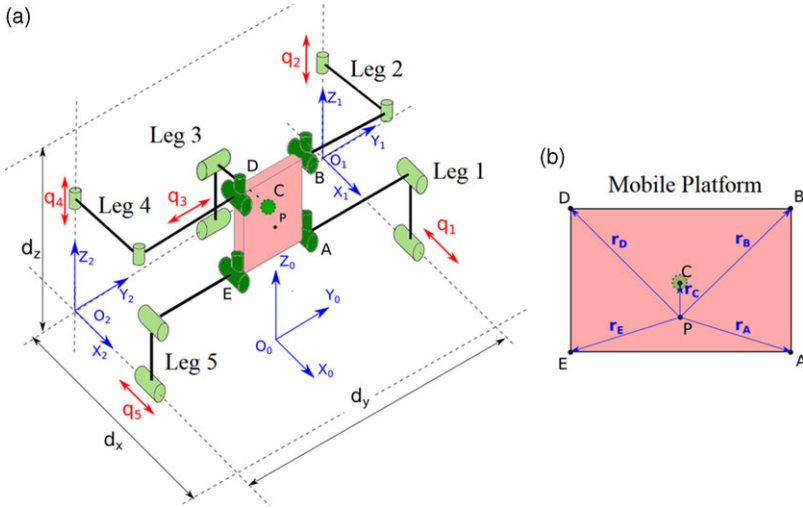 (a)
q2
Leg 2
Z1
Leg 3
Y1
O1
D
B
X1
Leg 1
C
q3
q4
Leg 4
P
q1
A
dz
Z2
Z0
E
Y2
Y0
O2
X2
O0
X0
Leg 5
q5
dy
dx
(b)
Mobile Platform
D
B
rD
rB
C
rC
P
rE
rA
E
A